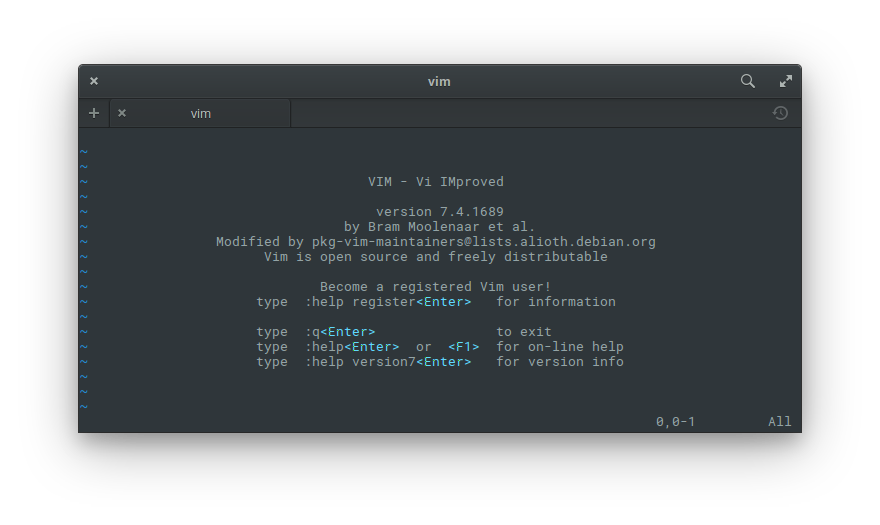 vim
vim
~
~
~ VIM - Vi IMproved
~
~ version 7.4.1689
~ by Bram Moolenaar et al.
~ Modified by pkg-vim-maintainers@lists.alioth.debian.org
~ Vim is open source and freely distributable
~
~ Become a registered Vim user!
~ type :help register<Enter> for information
~
~ type :q<Enter> to exit
~ type :help<Enter> or <F1> for on-line help
~ type :help version7<Enter> for version info
~
~
~
0,0-1 All